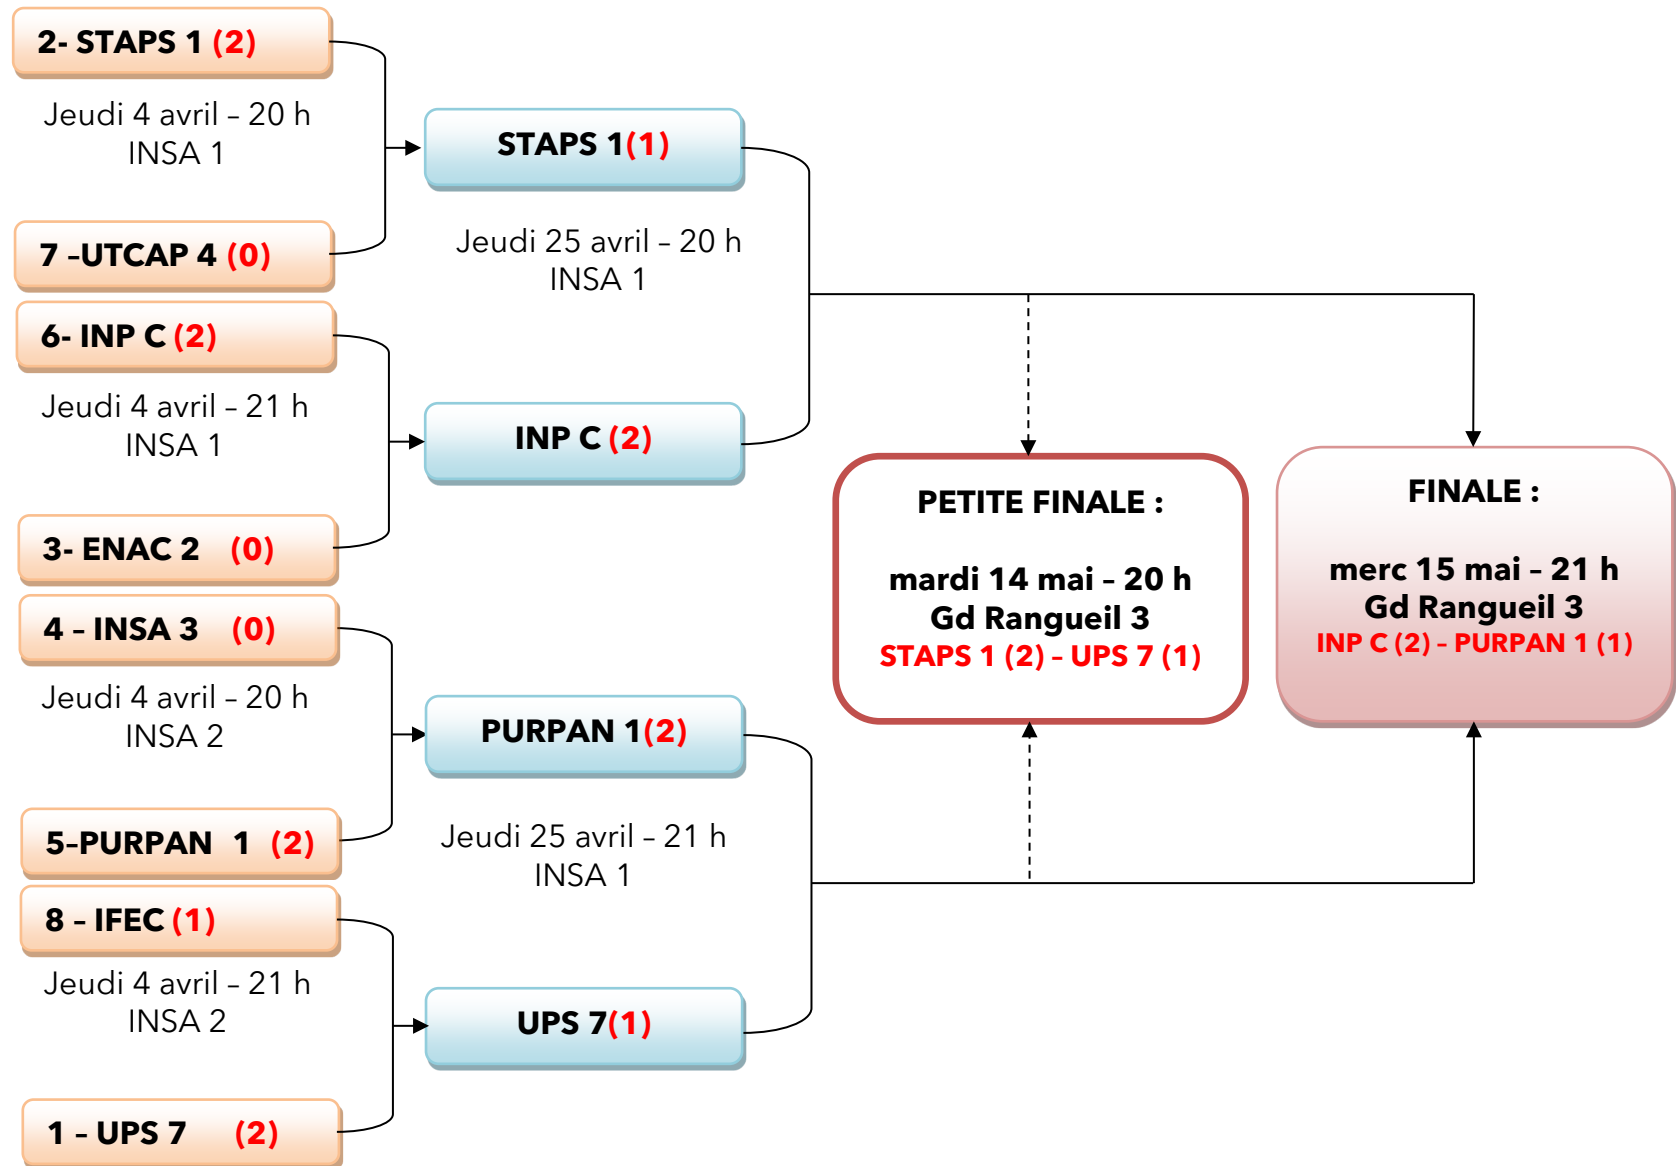 2- STAPS 1 (2)
Jeudi 4 avril – 20 h
INSA 1
7 –UTCAP 4 (0)
6- INP C (2)
Jeudi 4 avril – 21 h
INSA 1
3- ENAC 2 (0)
4 – INSA 3 (0)
Jeudi 4 avril – 20 h
INSA 2
5–PURPAN 1 (2)
8 – IFEC (1)
Jeudi 4 avril – 21 h
INSA 2
1 – UPS 7 (2)
STAPS 1(1)
Jeudi 25 avril – 20 h
INSA 1
INP C (2)
PURPAN 1(2)
Jeudi 25 avril – 21 h
INSA 1
UPS 7(1)
PETITE FINALE :
mardi 14 mai – 20 h
Gd Rangueil 3
STAPS 1 (2) – UPS 7 (1)
FINALE :
merc 15 mai – 21 h
Gd Rangueil 3
INP C (2) – PURPAN 1 (1)